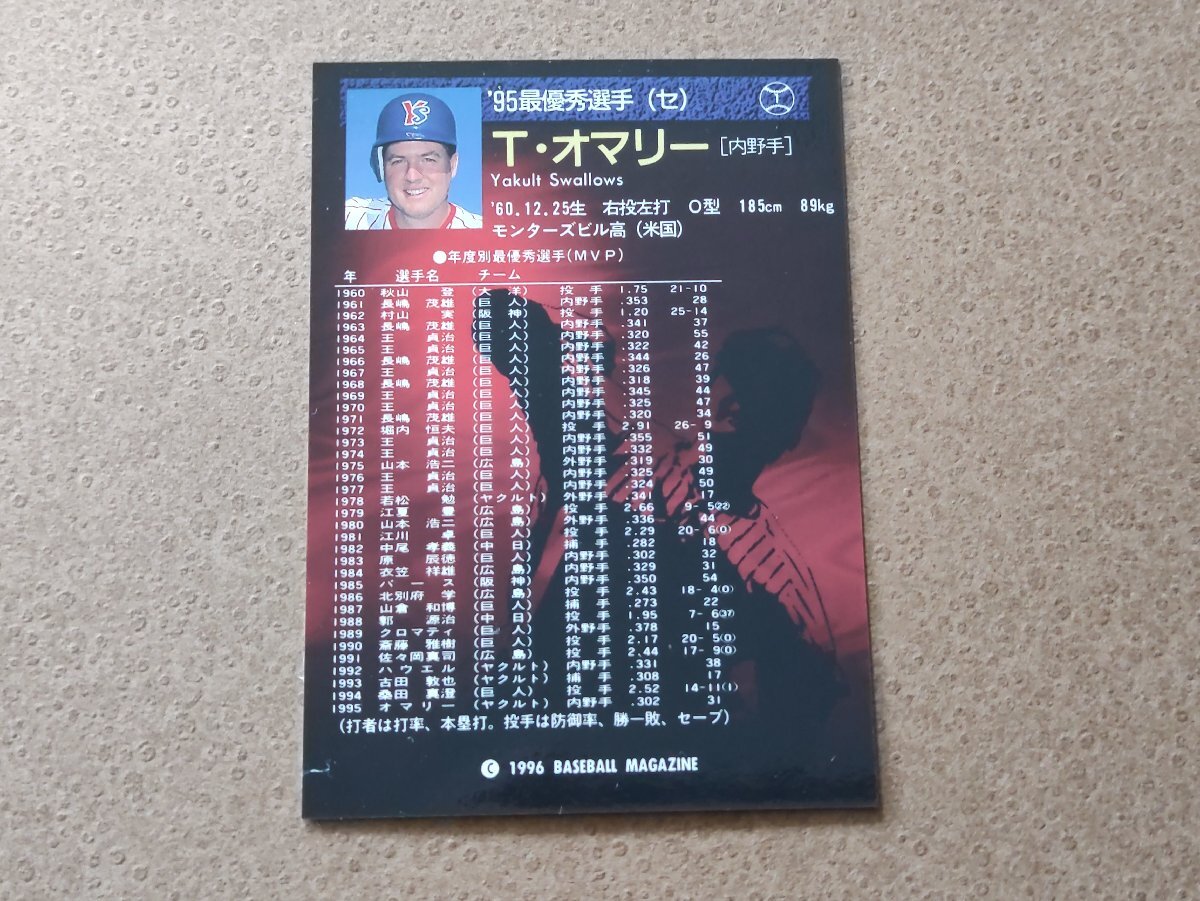 '95最優秀選手（セ）
Y's
T・オマリー［内野手］
Yakult Swallows
'60.12.25生 右投左打 O型 185cm 89kg
モンターズビル高（米国）
●年度別最優秀選手(MVP)
年 選手名 チーム
1960 秋山 登 (大 洋) 投 手 1.75 21-10
1961 長嶋 茂雄 (巨 人) 内野手 .353 28
1962 村山 実 (阪 神) 投 手 1.20 25-14
1963 長嶋 茂雄 (巨 人) 内野手 .341 37
1964 王 貞治 (巨 人) 内野手 .320 55
1965 王 貞治 (巨 人) 内野手 .322 42
1966 長嶋 茂雄 (巨 人) 内野手 .344 26
1967 王 貞治 (巨 人) 内野手 .326 47
1968 長嶋 茂雄 (巨 人) 内野手 .318 39
1969 王 貞治 (巨 人) 内野手 .345 44
1970 王 貞治 (巨 人) 内野手 .325 47
1971 長嶋 茂雄 (巨 人) 内野手 .320 34
1972 堀内 恒夫 (巨 人) 投 手 2.91 26- 9
1973 王 貞治 (巨 人) 内野手 .355 51
1974 王 貞治 (巨 人) 内野手 .332 49
1975 山本 浩二 (広 島) 外野手 .319 30
1976 王 貞治 (巨 人) 内野手 .325 49
1977 王 貞治 (巨 人) 内野手 .324 50
1978 若松 勉 (ヤクルト) 外野手 .341 17
1979 江夏 豊 (広 島) 投 手 2.66 9- 5(22)
1980 山本 浩二 (広 島) 外野手 .336 44
1981 江川 卓 (巨 人) 投 手 2.29 20- 6(0)
1982 中尾 孝義 (中 日) 捕 手 .282 18
1983 原 辰徳 (巨 人) 内野手 .302 32
1984 衣笠 祥雄 (広 島) 内野手 .329 31
1985 バース (阪 神) 内野手 .350 54
1986 北別府 学 (広 島) 投 手 2.43 18- 4(0)
1987 山倉 和博 (巨 人) 捕 手 .273 22
1988 郭 源治 (中 日) 投 手 1.95 7- 6(37)
1989 クロマティ (巨 人) 外野手 .378 15
1990 斎藤 雅樹 (巨 人) 投 手 2.17 20- 5(0)
1991 佐々岡真司 (広 島) 投 手 2.44 17- 9(0)
1992 ハウエル (ヤクルト) 内野手 .331 38
1993 古田 敦也 (ヤクルト) 捕 手 .308 17
1994 桑田 真澄 (巨 人) 投 手 2.52 14-11(1)
1995 オマリー (ヤクルト) 内野手 .302 31
(打者は打率、本塁打。投手は防御率、勝ー敗、セーブ)
© 1996 BASEBALL MAGAZINE